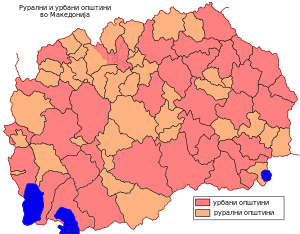 Рурални и урбани општини
во Македонија
урбани општини
рурални општини